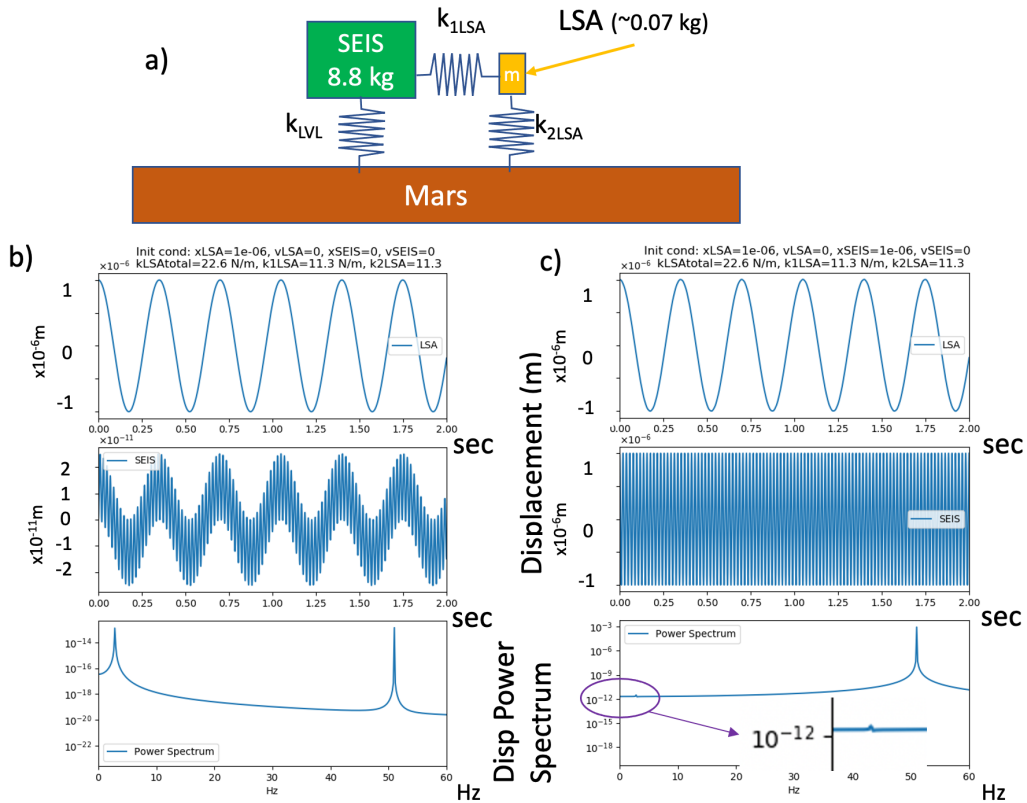 a)
SEIS
8.8 kg
k1LSA
LSA (~0.07 kg)
m
kLVL
k2LSA
Mars
b)
Init cond: xLSA=1e-06, vLSA=0, xSEIS=0, vSEIS=0
×10⁻⁶ kLSAtotal=22.6 N/m, k1LSA=11.3 N/m, k2LSA=11.3
1
0
-1
x10⁻⁶m
LSA
0.00 0.25 0.50 0.75 1.00 1.25 1.50 1.75 2.00
sec
×10⁻¹¹
2
1
0
-1
-2
x10⁻¹¹m
SEIS
0.00 0.25 0.50 0.75 1.00 1.25 1.50 1.75 2.00
sec
10⁻¹⁴
10⁻¹⁶
10⁻¹⁸
10⁻²⁰
10⁻²²
Power Spectrum
0 10 20 30 40 50 60
Hz
Hz
c)
Init cond: xLSA=1e-06, vLSA=0, xSEIS=1e-06, vSEIS=0
×10⁻⁶ kLSAtotal=22.6 N/m, k1LSA=11.3 N/m, k2LSA=11.3
Displacement (m)
1
0
-1
x10⁻⁶m
LSA
0.00 0.25 0.50 0.75 1.00 1.25 1.50 1.75 2.00
sec
×10⁻⁶
1
0
-1
x10⁻⁶m
SEIS
0.00 0.25 0.50 0.75 1.00 1.25 1.50 1.75 2.00
sec
Disp Power
Spectrum
10⁻³
10⁻⁶
10⁻⁹
10⁻¹²
10⁻¹⁵
10⁻¹⁸
Power Spectrum
10⁻¹²
0 10 20 30 40 50 60
Hz
Hz